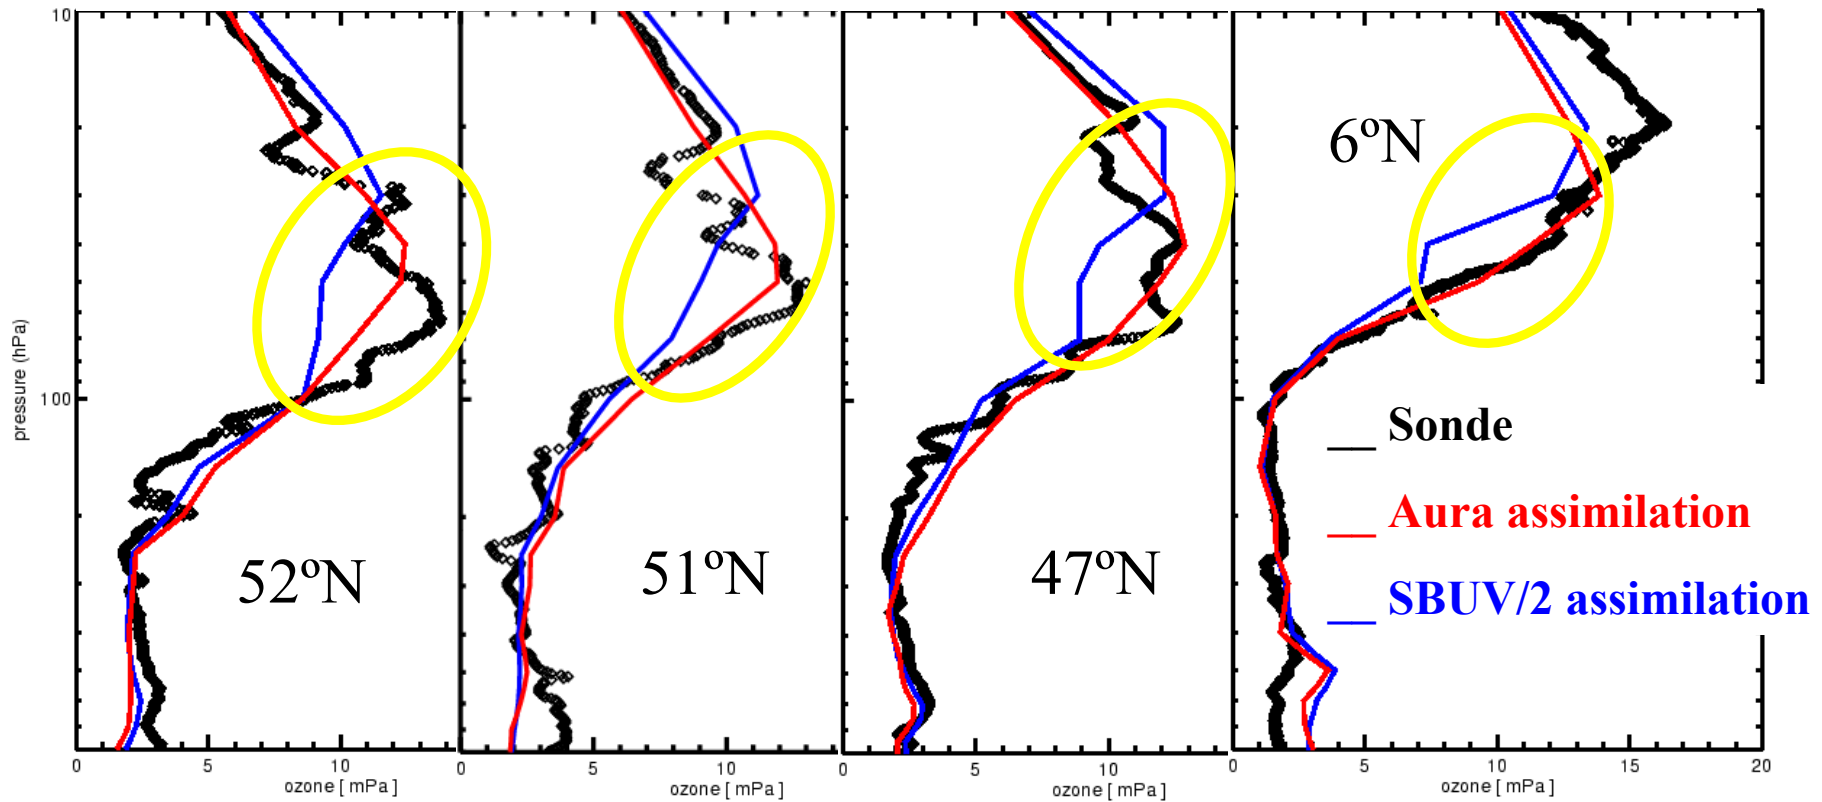 10
pressure (hPa)
100
52ºN
51ºN
47ºN
6ºN
Sonde
Aura assimilation
SBUV/2 assimilation
0 5 10 0 5 10 0 5 10 0 5 10 15 20
ozone [ mPa ] ozone [ mPa ] ozone [ mPa ] ozone [ mPa ]